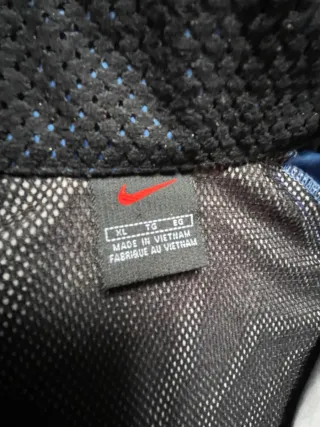 XL TG EG
MADE IN VIETNAM
FABRIQUE AU VIETNAM